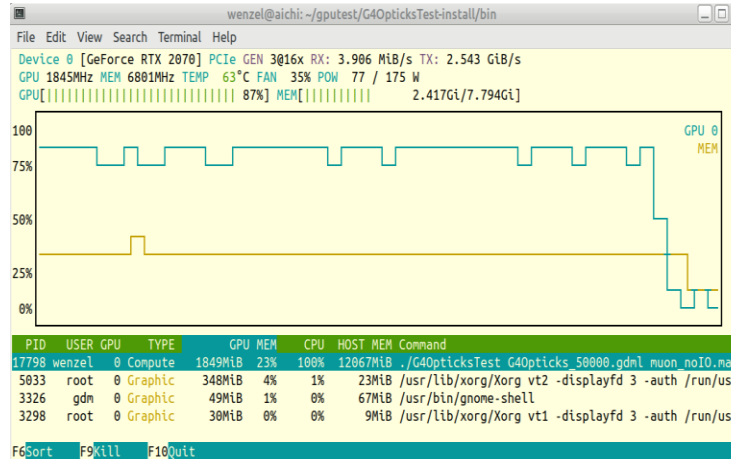 wenzel@aichi: ~/gputest/G4OpticksTest-install/bin
File Edit View Search Terminal Help
Device 0 [GeForce RTX 2070] PCIe GEN 3@16x RX: 3.906 MiB/s TX: 2.543 GiB/s
GPU 1845MHz MEM 6801MHz TEMP 63°C FAN 35% POW 77 / 175 W
GPU[|||||||||||||||||||||||||||| 87%] MEM[|||||||||| 2.417Gi/7.794Gi]
100 GPU 0
MEM
75%
50%
25%
0%
PID USER GPU TYPE GPU MEM CPU HOST MEM Command
17798 wenzel 0 Compute 1849MiB 23% 100% 12067MiB ./G4OpticksTest G4Opticks_50000.gdml muon_noIO.ma
5033 root 0 Graphic 348MiB 4% 1% 23MiB /usr/lib/xorg/Xorg vt2 -displayfd 3 -auth /run/us
3326 gdm 0 Graphic 49MiB 1% 0% 67MiB /usr/bin/gnome-shell
3298 root 0 Graphic 30MiB 0% 0% 9MiB /usr/lib/xorg/Xorg vt1 -displayfd 3 -auth /run/us
F6Sort F9Kill F10Quit